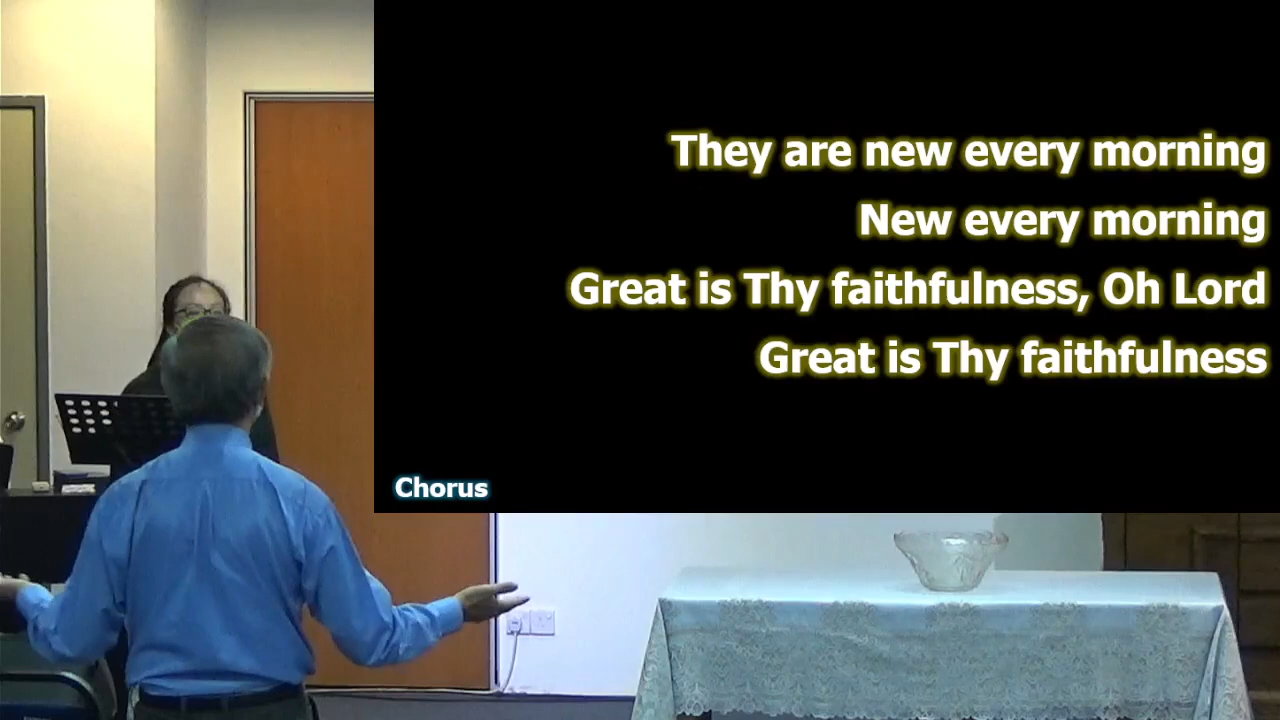 They are new every morning
New every morning
Great is Thy faithfulness, Oh Lord
Great is Thy faithfulness
Chorus